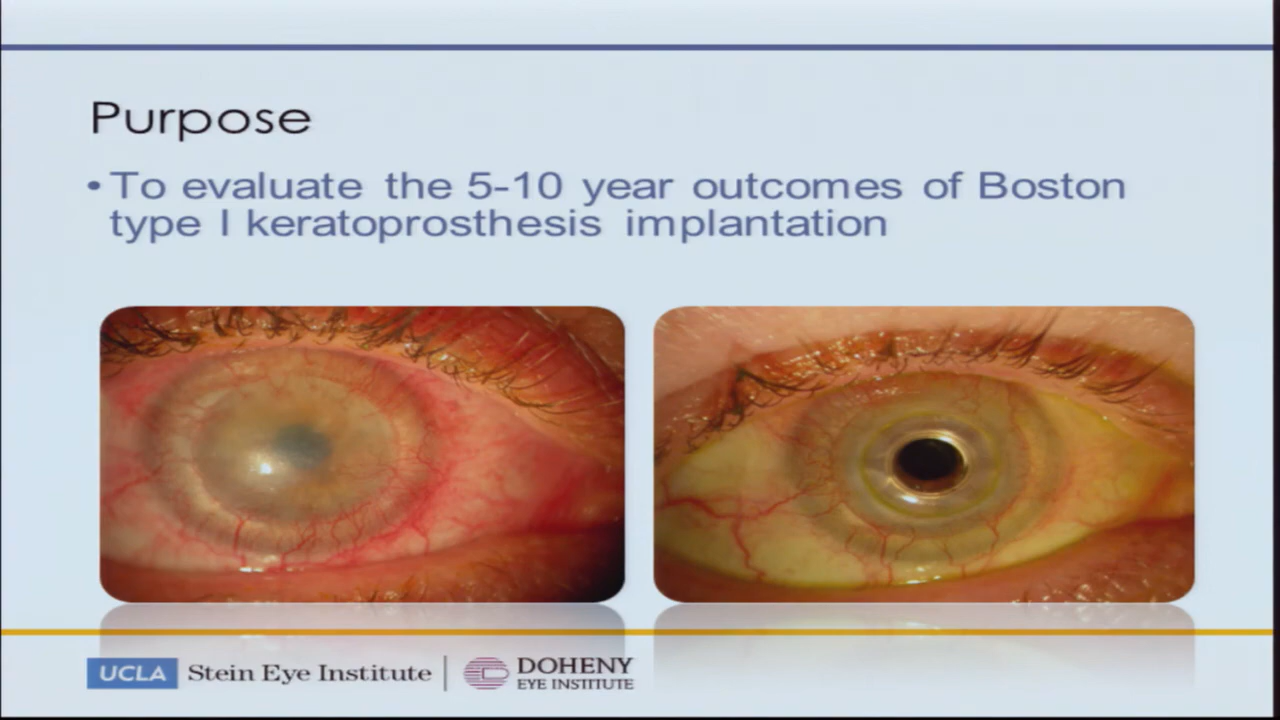 Purpose
• To evaluate the 5-10 year outcomes of Boston
type I keratoprosthesis implantation
UCLA Stein Eye Institute DOHENY
EYE INSTITUTE